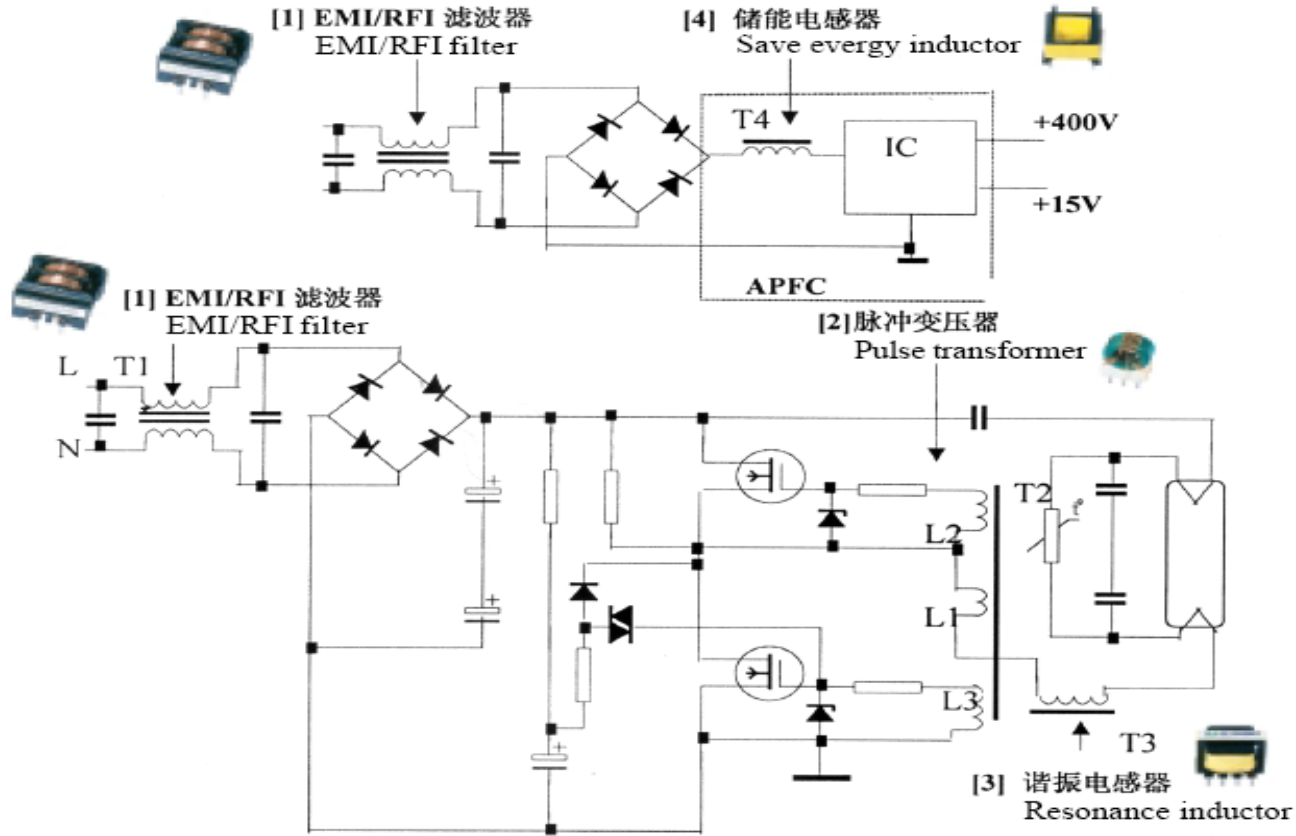 [1] EMI/RFI 滤波器
EMI/RFI filter
[4] 储能电感器
Save evergy inductor
T4
IC
+400V
+15V
APFC
[1] EMI/RFI 滤波器
EMI/RFI filter
L
T1
N
[2]脉冲变压器
Pulse transformer
T2
t°
L2
L1
L3
+
+
+
T3
[3] 谐振电感器
Resonance inductor